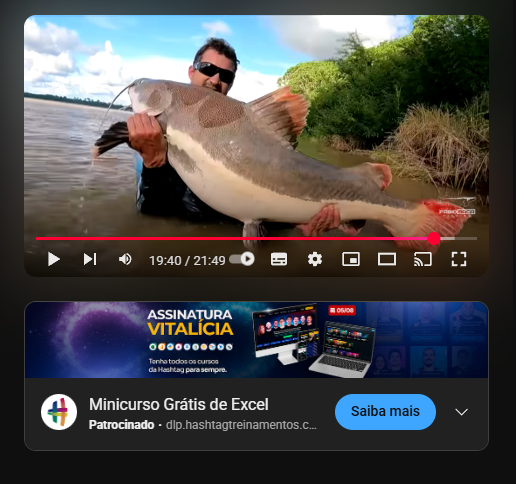 19:40 / 21:49
ASSINATURA
VITALÍCIA
05/08
Tenha todos os cursos
da Hashtag para sempre.
Minicurso Grátis de Excel
Patrocinado · dlp.hashtagtreinamentos.c...
Saiba mais